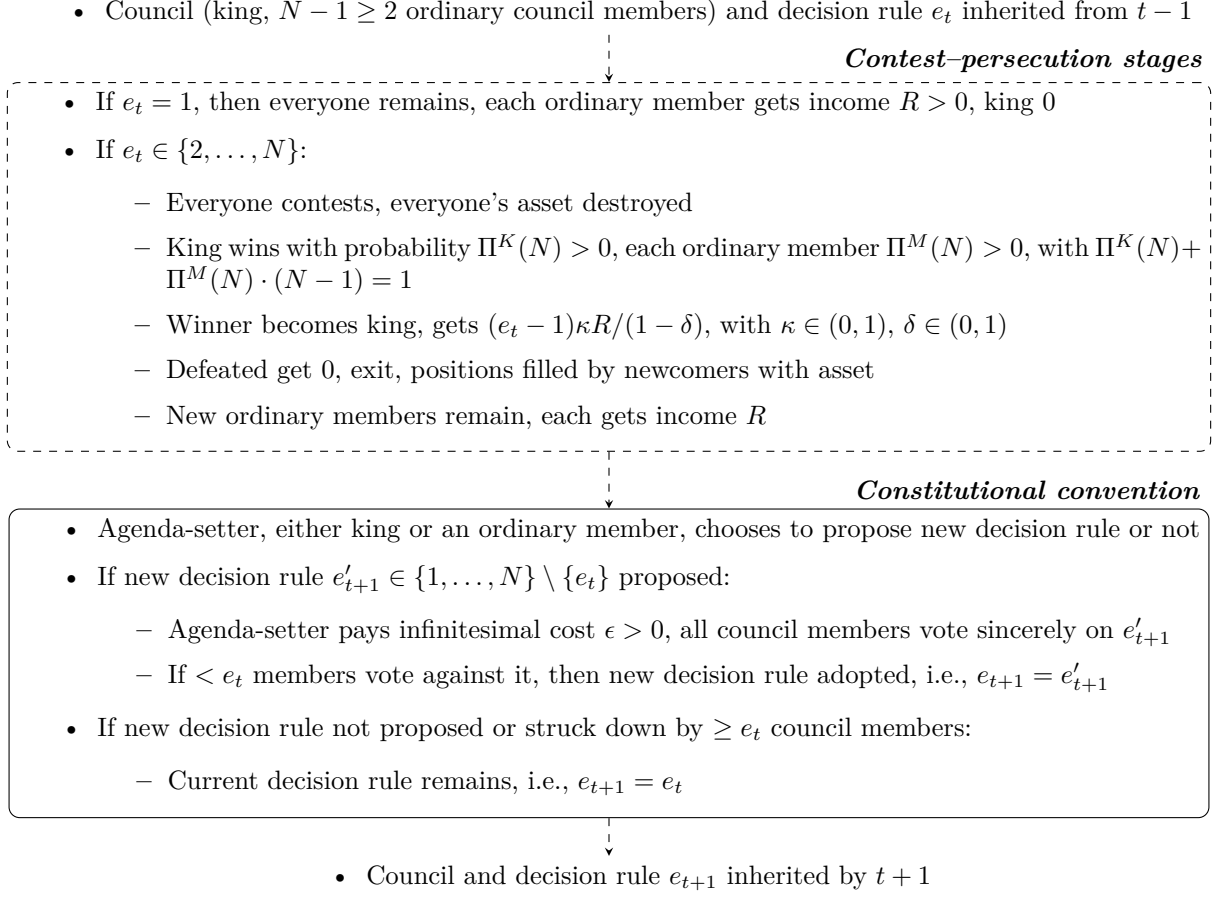 • Council (king, N − 1 ≥ 2 ordinary council members) and decision rule e_t inherited from t − 1
Contest–persecution stages
• If e_t = 1, then everyone remains, each ordinary member gets income R > 0, king 0
• If e_t ∈ {2, . . . , N}:
– Everyone contests, everyone's asset destroyed
– King wins with probability Π^K(N) > 0, each ordinary member Π^M(N) > 0, with Π^K(N)+
Π^M(N) · (N − 1) = 1
– Winner becomes king, gets (e_t − 1)κR/(1 − δ), with κ ∈ (0, 1), δ ∈ (0, 1)
– Defeated get 0, exit, positions filled by newcomers with asset
– New ordinary members remain, each gets income R
Constitutional convention
• Agenda-setter, either king or an ordinary member, chooses to propose new decision rule or not
• If new decision rule e′_{t+1} ∈ {1, . . . , N} \ {e_t} proposed:
– Agenda-setter pays infinitesimal cost ϵ > 0, all council members vote sincerely on e′_{t+1}
– If < e_t members vote against it, then new decision rule adopted, i.e., e_{t+1} = e′_{t+1}
• If new decision rule not proposed or struck down by ≥ e_t council members:
– Current decision rule remains, i.e., e_{t+1} = e_t
• Council and decision rule e_{t+1} inherited by t + 1